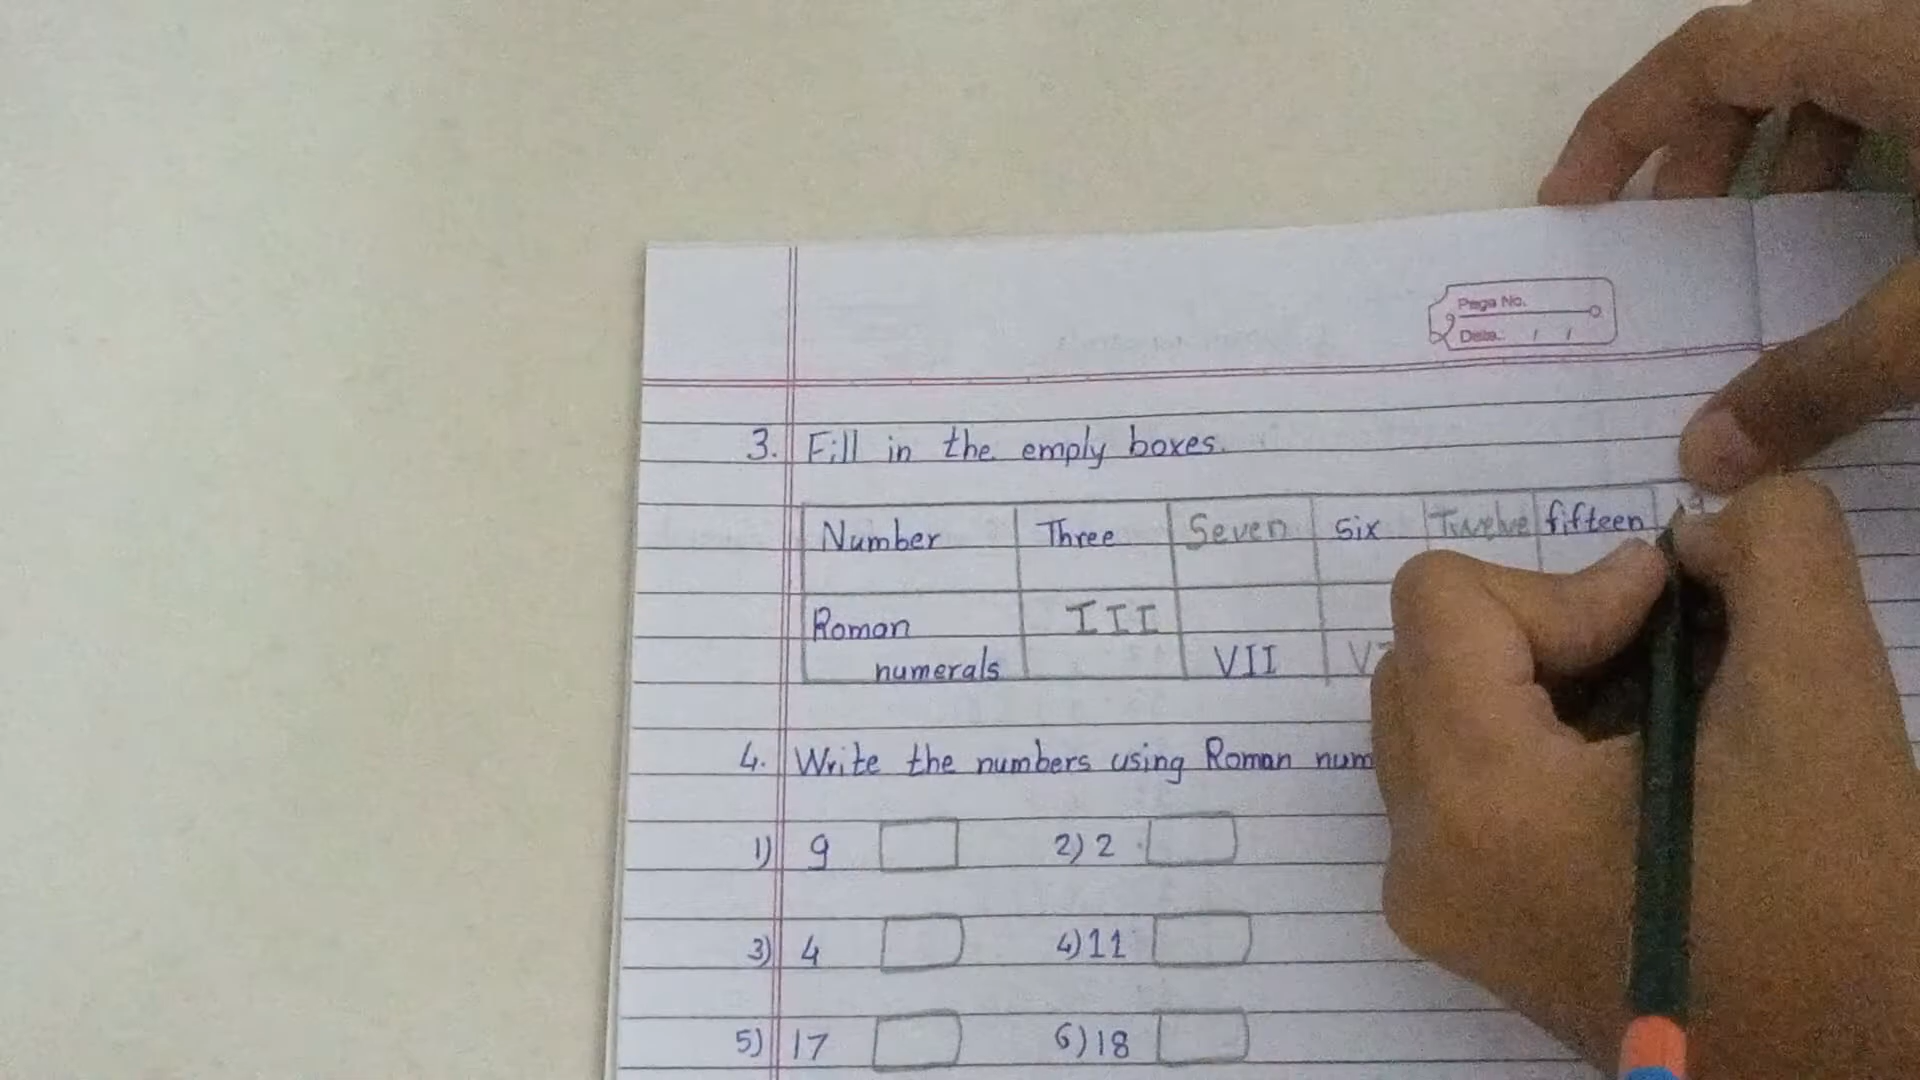 Page No.
Date: / /
3. Fill in the emply boxes.
Number Three Seven six Twelve fifteen
Roman numerals III VII
4. Write the numbers using Roman num
1) 9 2) 2
3) 4 4) 11
5) 17 6) 18